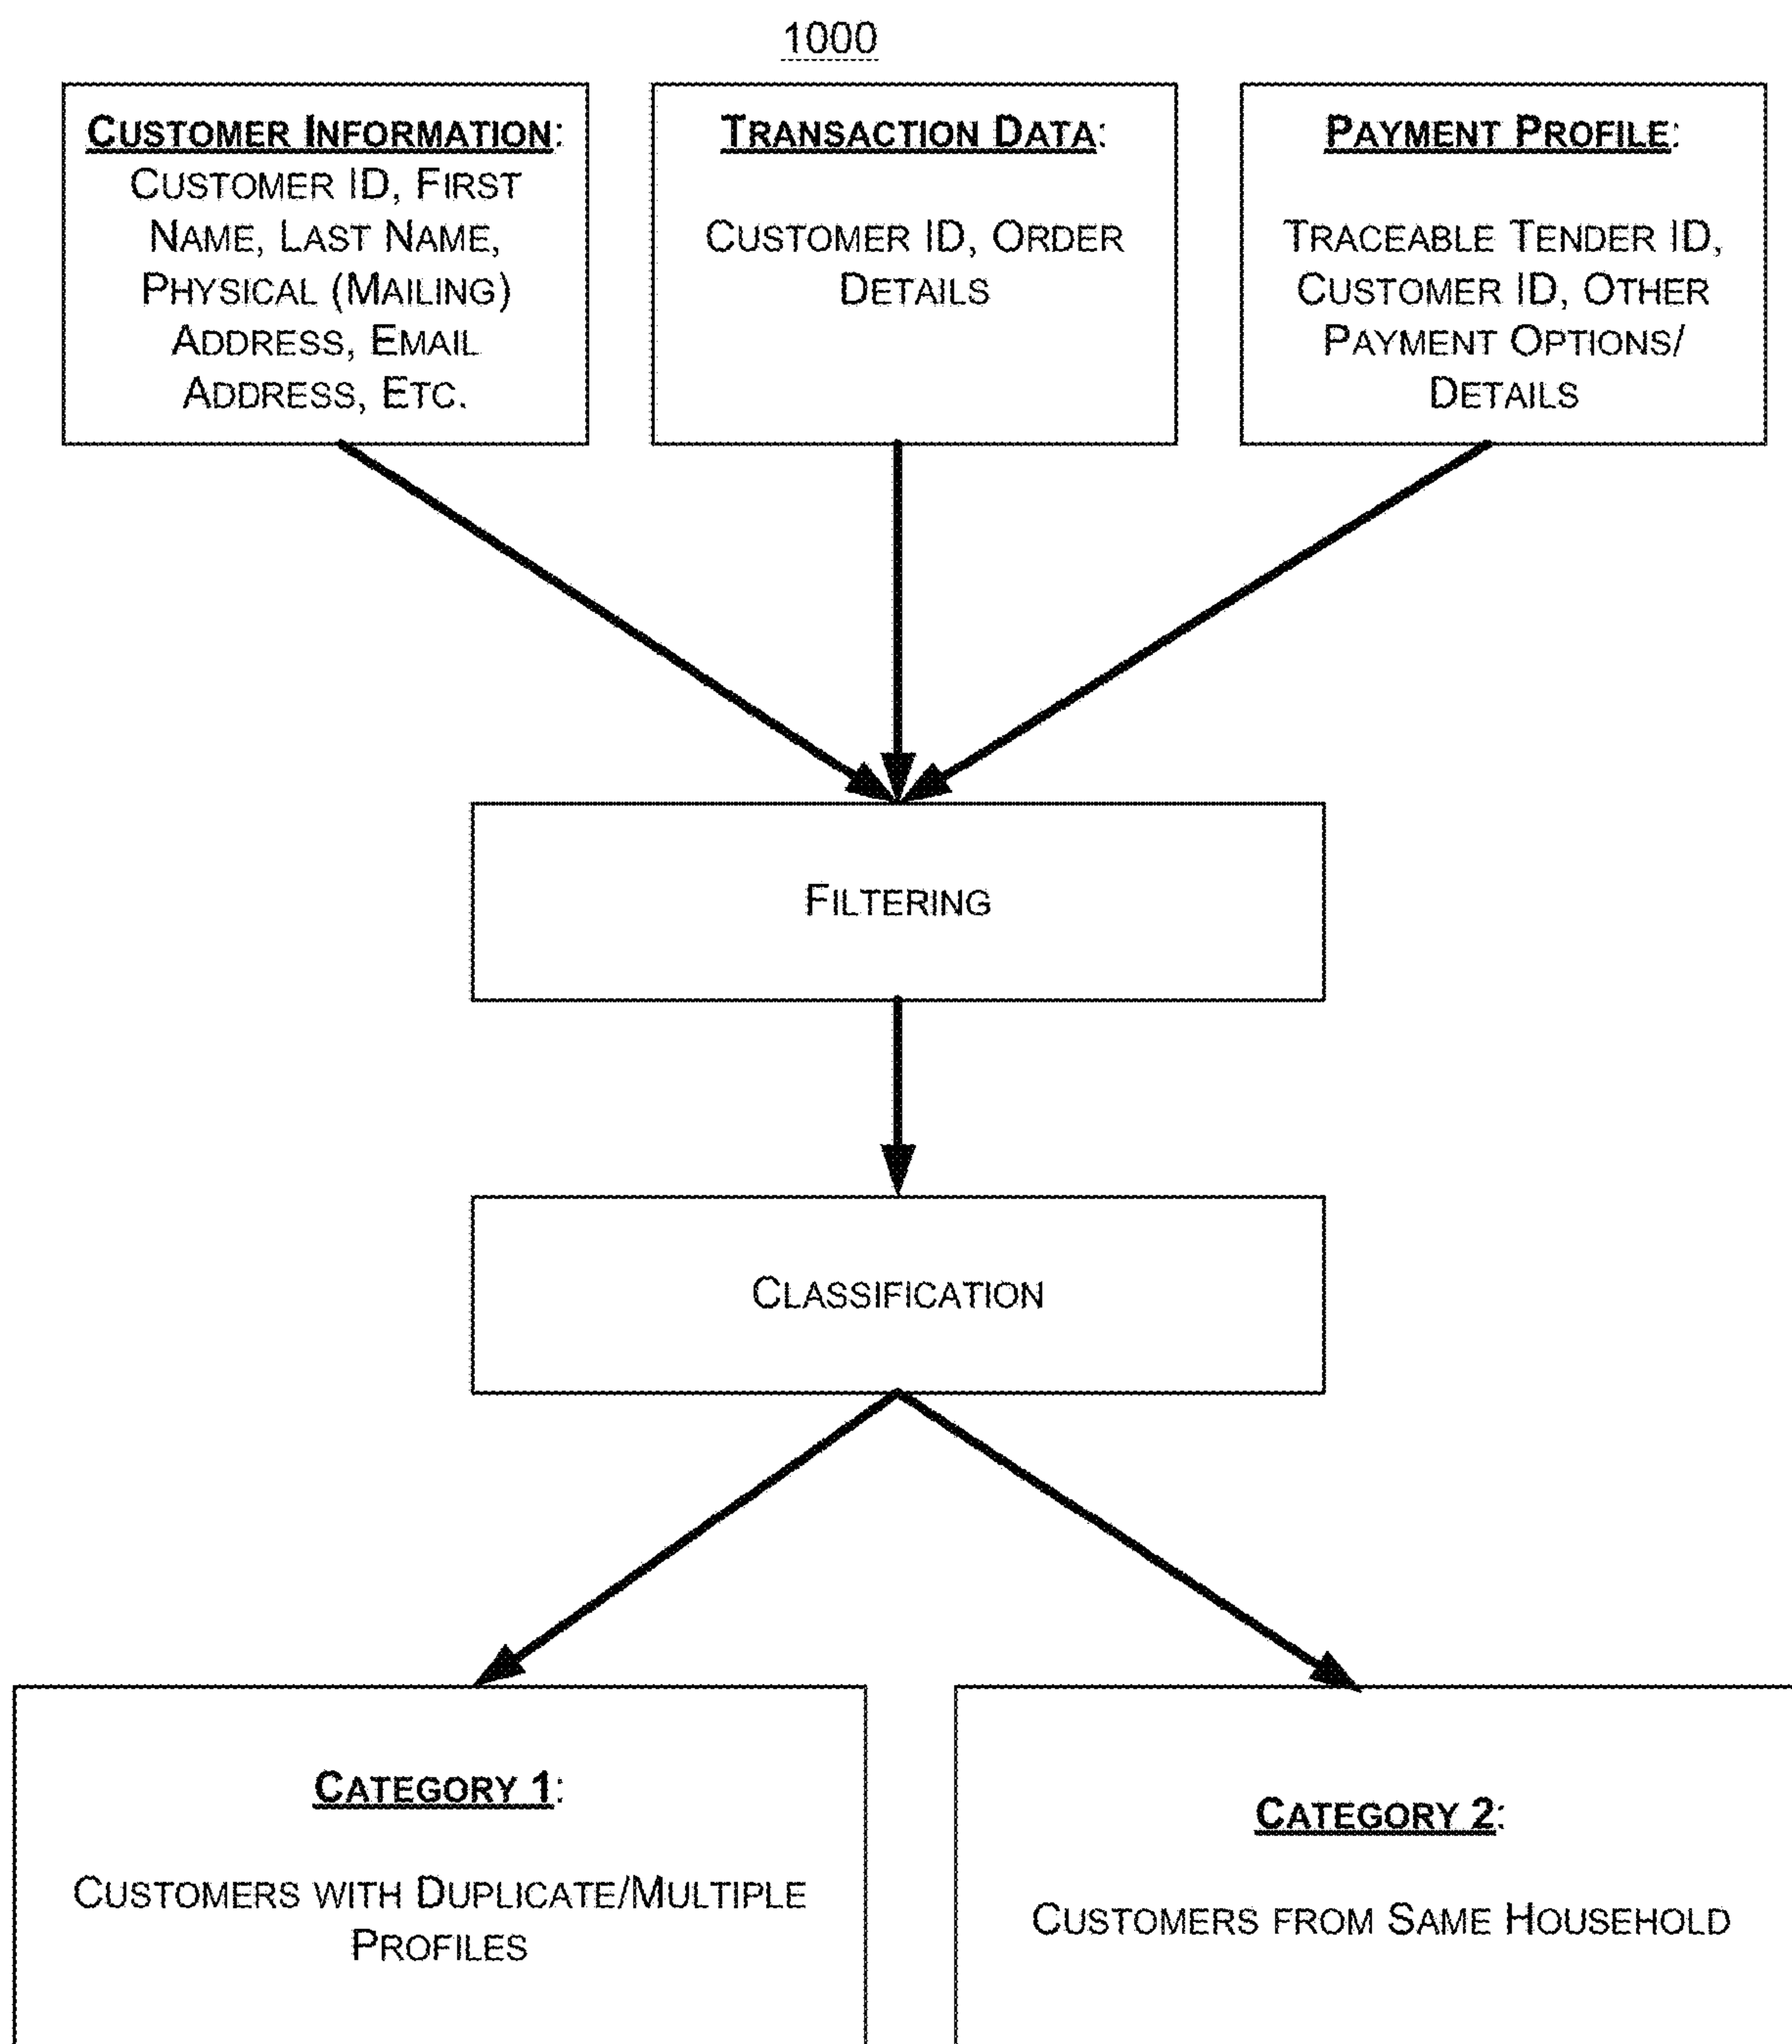 1000
CUSTOMER INFORMATION:
CUSTOMER ID, FIRST
NAME, LAST NAME,
PHYSICAL (MAILING)
ADDRESS, EMAIL
ADDRESS, ETC.
TRANSACTION DATA:
CUSTOMER ID, ORDER
DETAILS
PAYMENT PROFILE:
TRACEABLE TENDER ID,
CUSTOMER ID, OTHER
PAYMENT OPTIONS/
DETAILS
FILTERING
CLASSIFICATION
CATEGORY 1:
CUSTOMERS WITH DUPLICATE/MULTIPLE
PROFILES
CATEGORY 2:
CUSTOMERS FROM SAME HOUSEHOLD